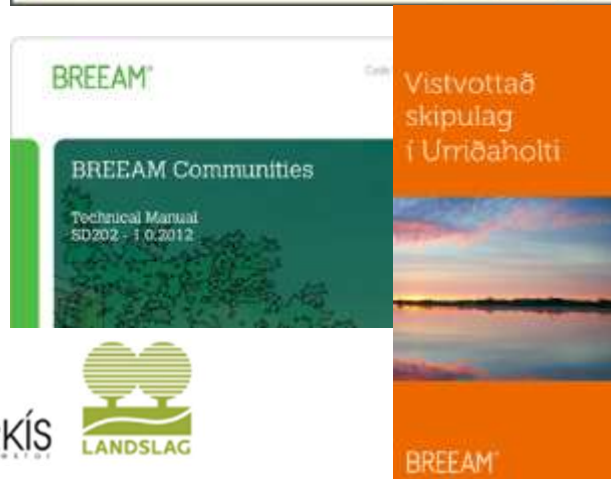 BREEAM®
BREEAM Communities
Technical Manual
SD202 - 1.0.2012
Vistvottað
skipulag
í Urriðaholti
BREEAM®
KÍS
LANDSLAG